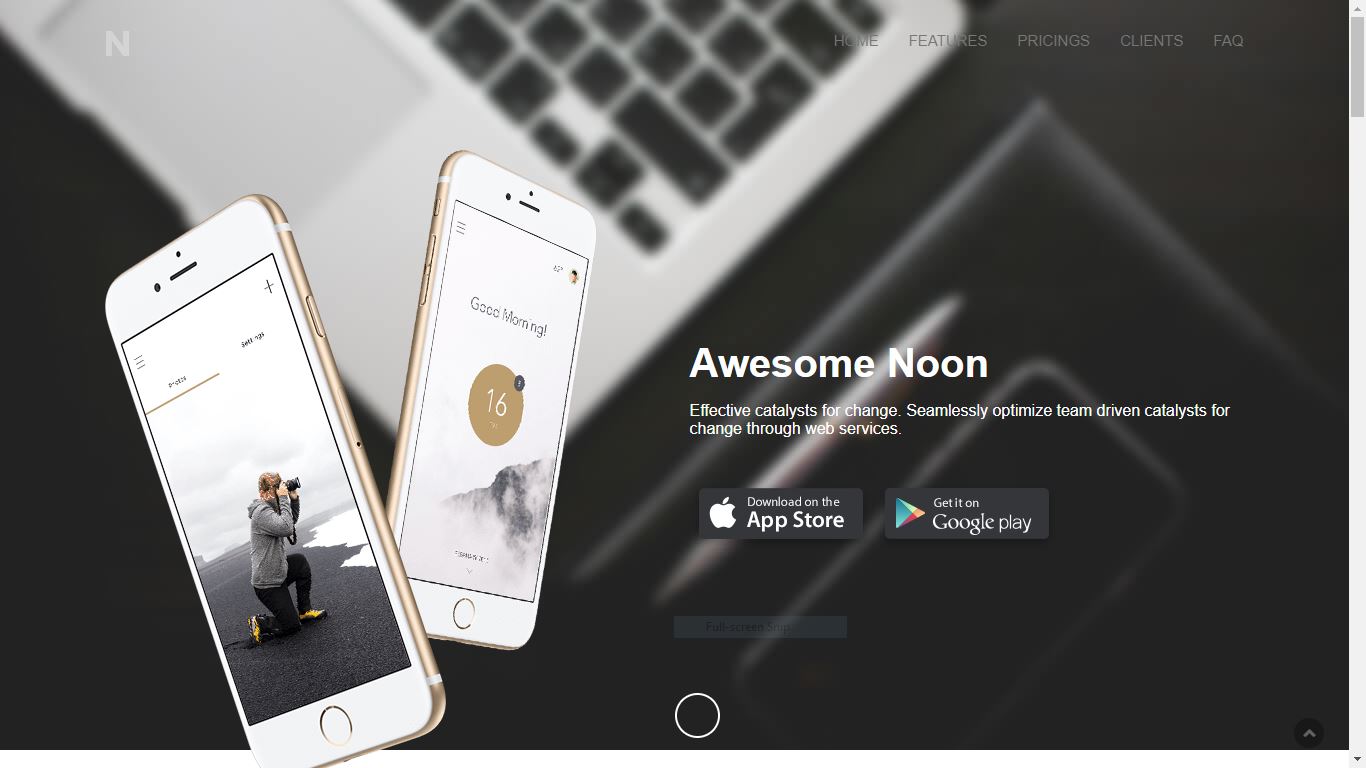 N
HOME FEATURES PRICINGS CLIENTS FAQ
62°
Good Morning!
16
Settings
Photos
Awesome Noon
Effective catalysts for change. Seamlessly optimize team driven catalysts for
change through web services.
Download on the
App Store
Get it on
Google play
Full-screen Snip